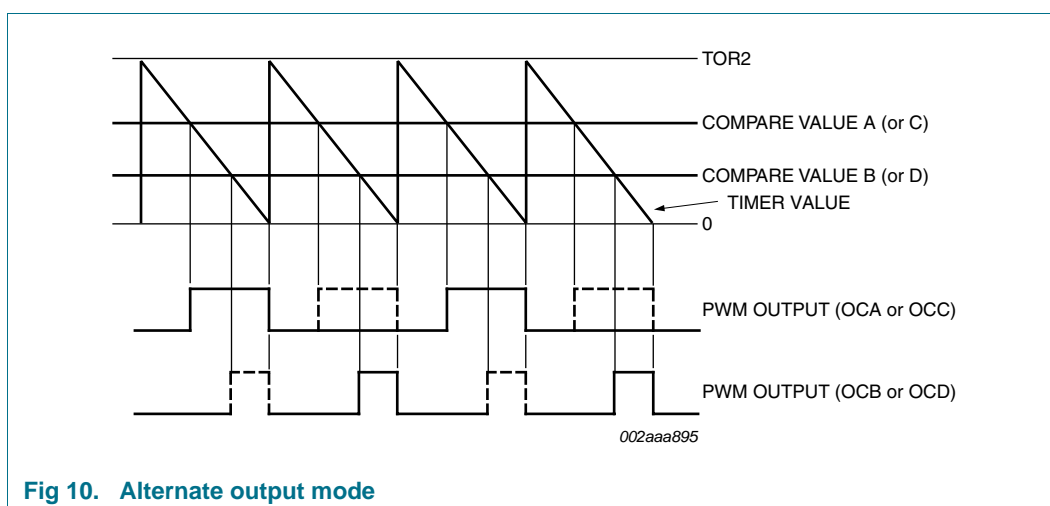 TOR2
COMPARE VALUE A (or C)
COMPARE VALUE B (or D)
TIMER VALUE
0
PWM OUTPUT (OCA or OCC)
PWM OUTPUT (OCB or OCD)
002aaa895
Fig 10. Alternate output mode